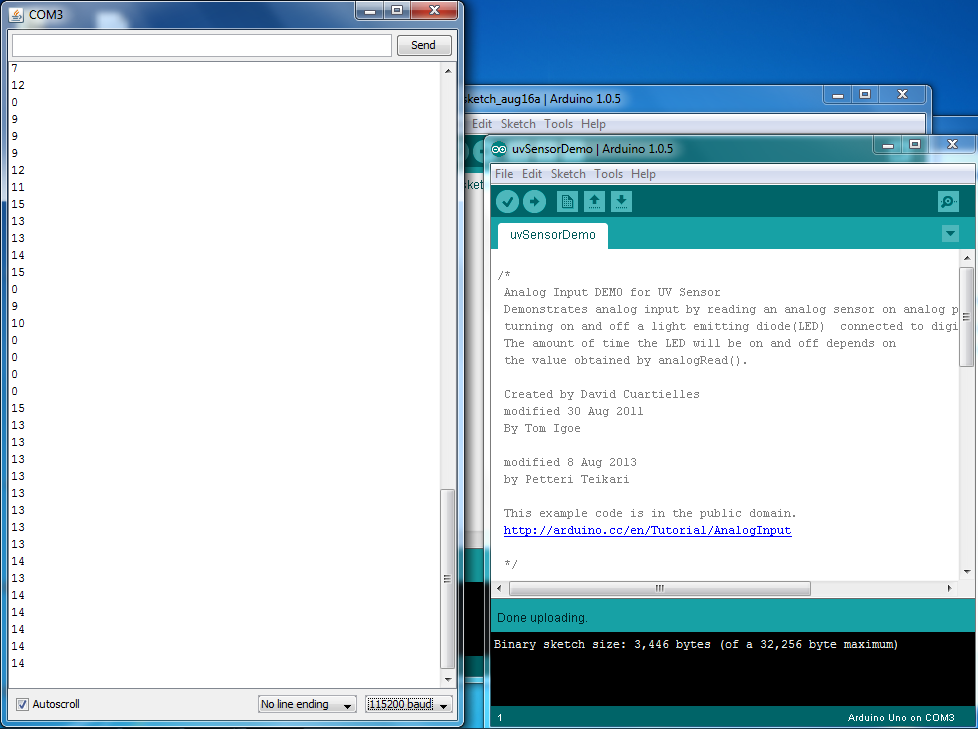 COM3
Send
7
12
0
9
9
9
12
11
15
13
13
14
15
0
9
10
0
0
0
0
15
13
13
13
13
13
13
13
13
14
13
14
14
14
14
14
Autoscroll
No line ending
115200 baud
sketch_aug16a | Arduino 1.0.5
Edit Sketch Tools Help
sket
uvSensorDemo | Arduino 1.0.5
File Edit Sketch Tools Help
uvSensorDemo
/*
Analog Input DEMO for UV Sensor
Demonstrates analog input by reading an analog sensor on analog p
turning on and off a light emitting diode(LED)  connected to digi
The amount of time the LED will be on and off depends on
the value obtained by analogRead().
Created by David Cuartielles
modified 30 Aug 2011
By Tom Igoe
modified 8 Aug 2013
by Petteri Teikari
This example code is in the public domain.
http://arduino.cc/en/Tutorial/AnalogInput
*/
Done uploading.
Binary sketch size: 3,446 bytes (of a 32,256 byte maximum)
1
Arduino Uno on COM3